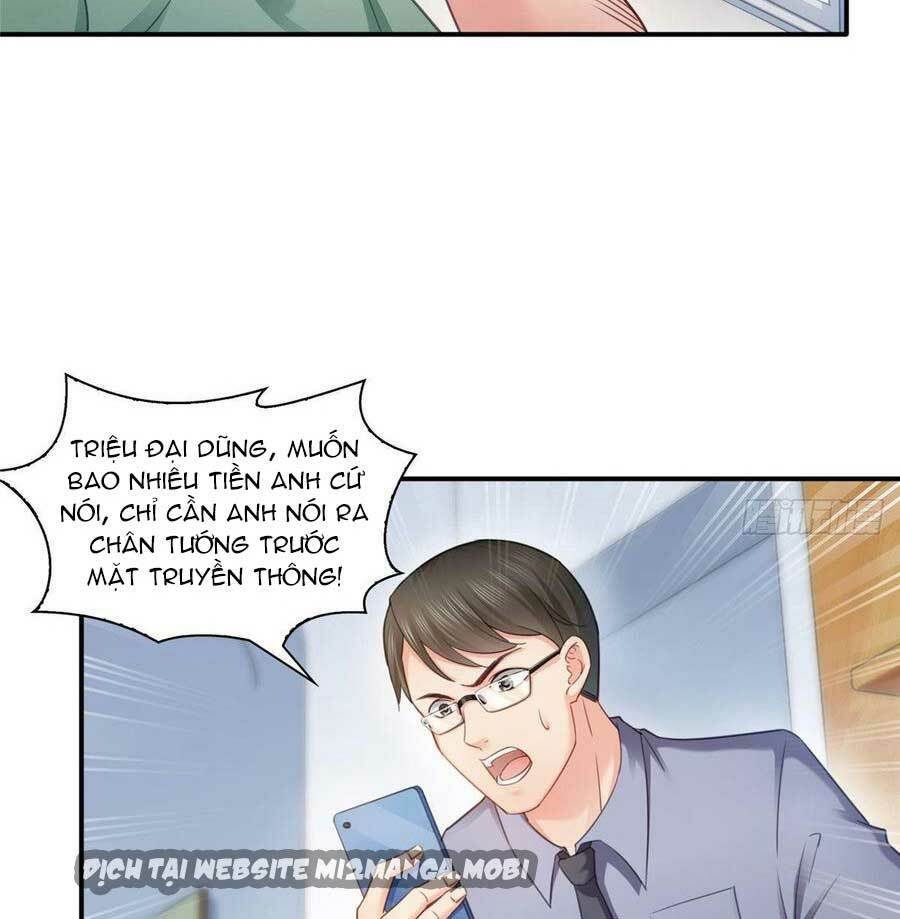 TRIỆU ĐẠI DŨNG, MUỐN
BAO NHIÊU TIỀN ANH CỨ
NÓI, CHỈ CẦN ANH NÓI RA
CHÂN TƯỚNG TRƯỚC
MẶT TRUYỀN THÔNG!
DỊCH TẠI WEBSITE MI2MANGA.MOBI